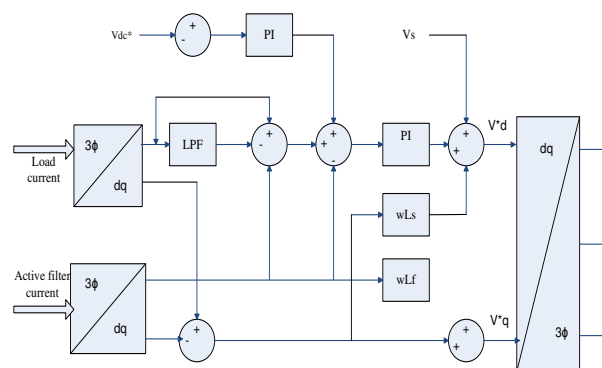 Vdc*
+
-
PI
Vs
3ϕ
dq
Load
current
LPF
+
-
+
+
-
PI
+
+
V*d
dq
3ϕ
wLs
wLf
Active filter
current
3ϕ
dq
+
-
+
+
V*q